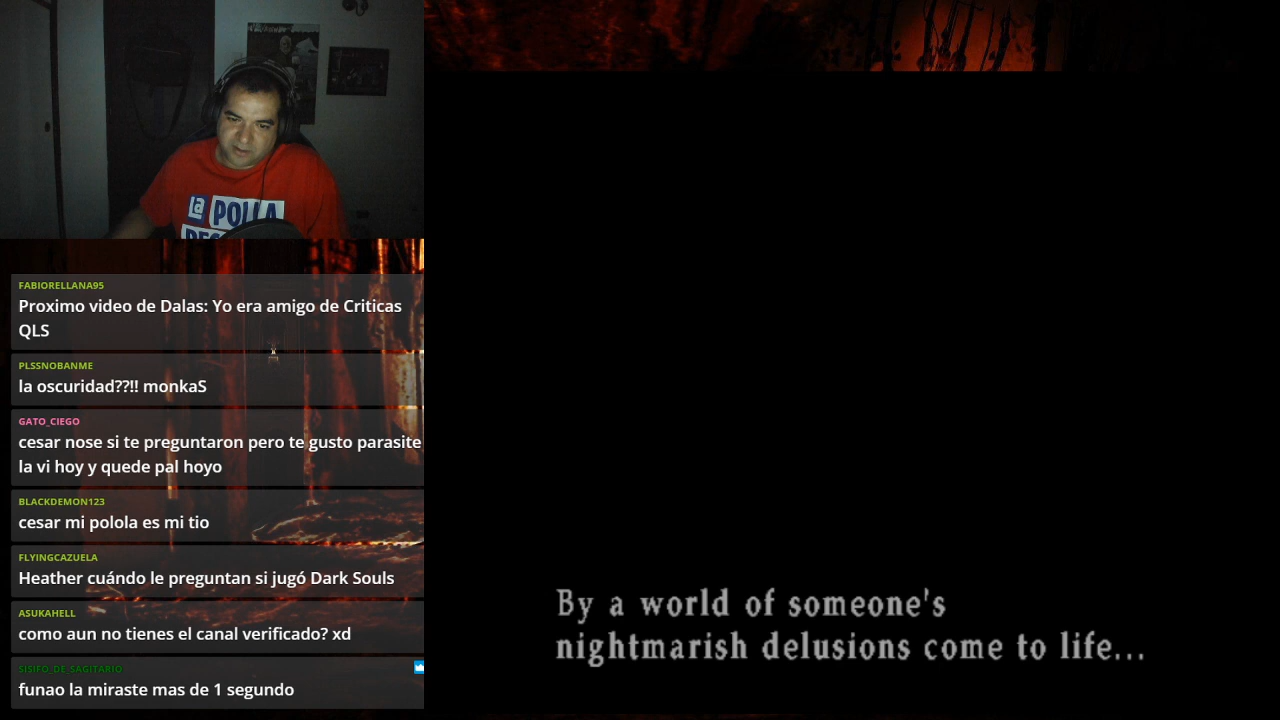 la POLLA
FABIORELLANA95
Proximo video de Dalas: Yo era amigo de Criticas
QLS
PLSSNOBANME
la oscuridad??!! monkaS
GATO_CIEGO
cesar nose si te preguntaron pero te gusto parasite
la vi hoy y quede pal hoyo
BLACKDEMON123
cesar mi polola es mi tio
FLYINGCAZUELA
Heather cuándo le preguntan si jugó Dark Souls
ASUKAHELL
como aun no tienes el canal verificado? xd
SISIFO_DE_SAGITARIO
funao la miraste mas de 1 segundo
By a world of someone's
nightmarish delusions come to life...